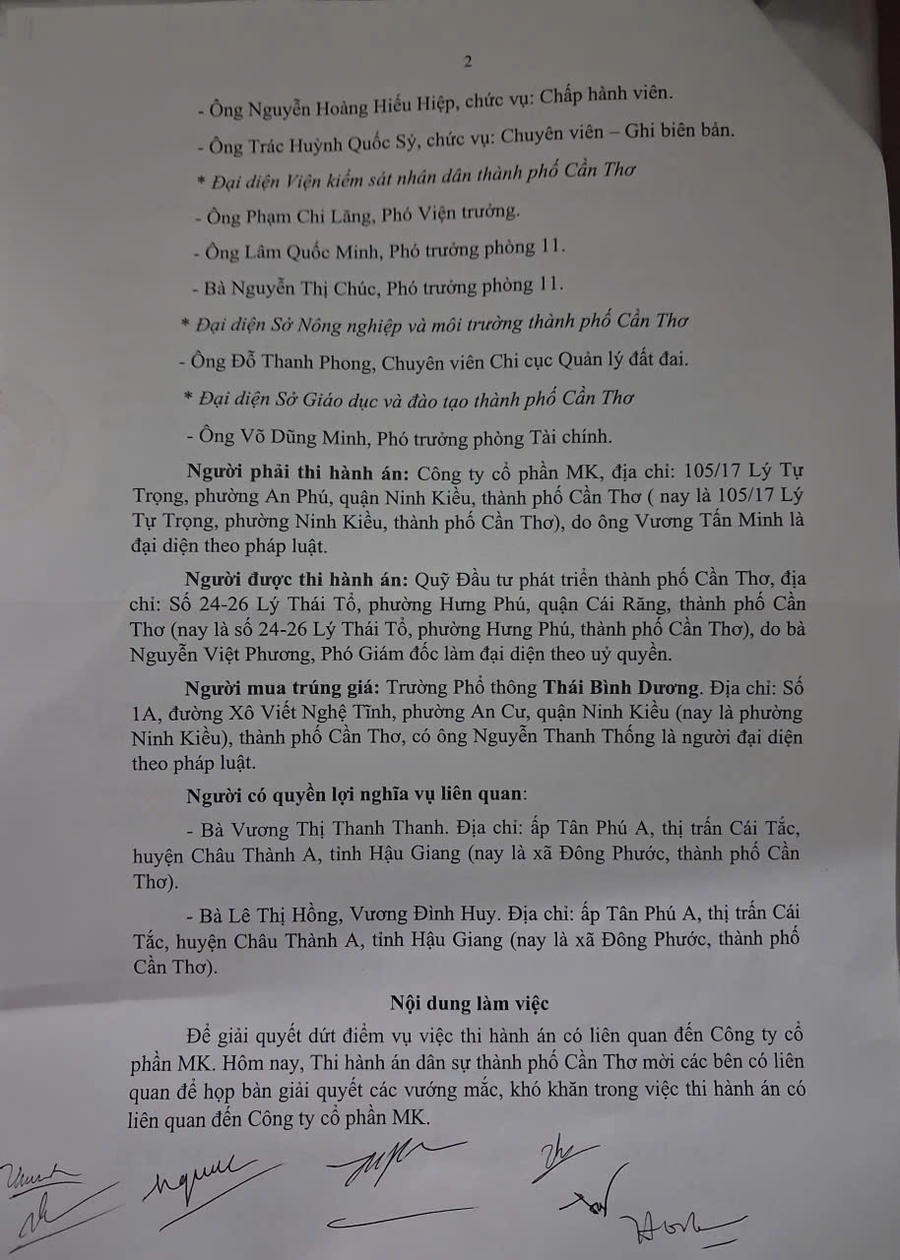 2
- Ông Nguyễn Hoàng Hiếu Hiệp, chức vụ: Chấp hành viên.
- Ông Trác Huỳnh Quốc Sỷ, chức vụ: Chuyên viên – Ghi biên bản.
* Đại diện Viện kiểm sát nhân dân thành phố Cần Thơ
- Ông Phạm Chi Lăng, Phó Viện trưởng.
- Ông Lâm Quốc Minh, Phó trưởng phòng 11.
- Bà Nguyễn Thị Chúc, Phó trưởng phòng 11.
* Đại diện Sở Nông nghiệp và môi trường thành phố Cần Thơ
- Ông Đỗ Thanh Phong, Chuyên viên Chi cục Quản lý đất đai.
* Đại diện Sở Giáo dục và đào tạo thành phố Cần Thơ
- Ông Võ Dũng Minh, Phó trưởng phòng Tài chính.
Người phải thi hành án: Công ty cổ phần MK, địa chỉ: 105/17 Lý Tự
Trọng, phường An Phú, quận Ninh Kiều, thành phố Cần Thơ ( nay là 105/17 Lý
Tự Trọng, phường Ninh Kiều, thành phố Cần Thơ), do ông Vương Tấn Minh là
đại diện theo pháp luật.
Người được thi hành án: Quỹ Đầu tư phát triển thành phố Cần Thơ, địa
chỉ: Số 24-26 Lý Thái Tổ, phường Hưng Phú, quận Cái Răng, thành phố Cần
Thơ (nay là số 24-26 Lý Thái Tổ, phường Hưng Phú, thành phố Cần Thơ), do bà
Nguyễn Việt Phương, Phó Giám đốc làm đại diện theo uỷ quyền.
Người mua trúng giá: Trường Phổ thông Thái Bình Dương. Địa chỉ: Số
1A, đường Xô Viết Nghệ Tĩnh, phường An Cư, quận Ninh Kiều (nay là phường
Ninh Kiều), thành phố Cần Thơ, có ông Nguyễn Thanh Thống là người đại diện
theo pháp luật.
Người có quyền lợi nghĩa vụ liên quan:
- Bà Vương Thị Thanh Thanh. Địa chỉ: ấp Tân Phú A, thị trấn Cái Tắc,
huyện Châu Thành A, tỉnh Hậu Giang (nay là xã Đông Phước, thành phố Cần
Thơ).
- Bà Lê Thị Hồng, Vương Đình Huy. Địa chỉ: ấp Tân Phú A, thị trấn Cái
Tắc, huyện Châu Thành A, tỉnh Hậu Giang (nay là xã Đông Phước, thành phố
Cần Thơ).
Nội dung làm việc
Để giải quyết dứt điểm vụ việc thi hành án có liên quan đến Công ty cổ
phần MK. Hôm nay, Thi hành án dân sự thành phố Cần Thơ mời các bên có liên
quan để họp bàn giải quyết các vướng mắc, khó khăn trong việc thi hành án có
liên quan đến Công ty cổ phần MK.